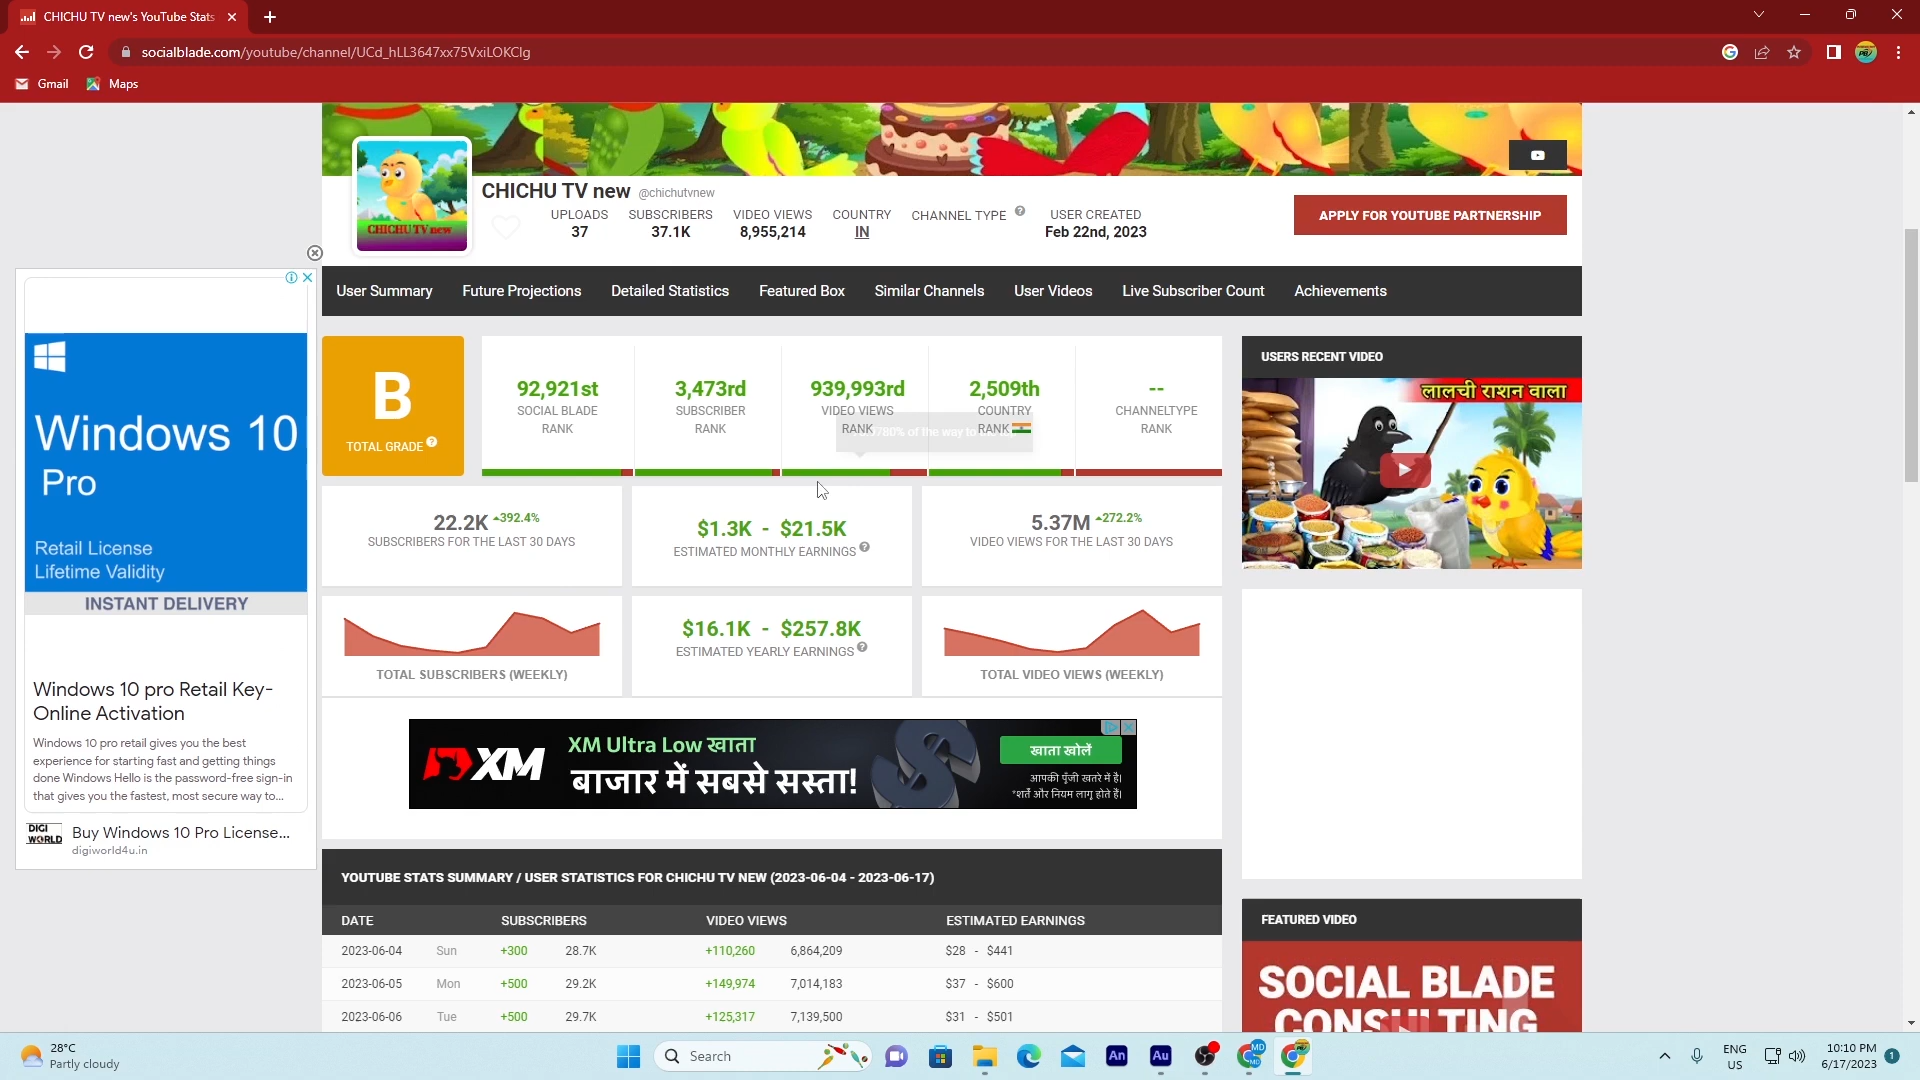 CHICHU TV new's YouTube Stats
socialblade.com/youtube/channel/UCd_hLL3647xx75VxiLOKClg
Gmail
Maps
CHICHU TV new
CHICHU TV new @chichutvnew
UPLOADS
37
SUBSCRIBERS
37.1K
VIDEO VIEWS
8,955,214
COUNTRY
IN
CHANNEL TYPE
USER CREATED
Feb 22nd, 2023
APPLY FOR YOUTUBE PARTNERSHIP
User Summary
Future Projections
Detailed Statistics
Featured Box
Similar Channels
User Videos
Live Subscriber Count
Achievements
Windows 10
Pro
Retail License
Lifetime Validity
INSTANT DELIVERY
Windows 10 pro Retail Key-
Online Activation
Windows 10 pro retail gives you the best
experience for starting fast and getting things
done Windows Hello is the password-free sign-in
that gives you the fastest, most secure way to...
DIGI
WORLD
Buy Windows 10 Pro License...
digiworld4u.in
B
TOTAL GRADE
92,921st
SOCIAL BLADE
RANK
3,473rd
SUBSCRIBER
RANK
939,993rd
VIDEO VIEWS
RANK
2,509th
COUNTRY
RANK
--
CHANNELTYPE
RANK
% of the way to
22.2K 392.4%
SUBSCRIBERS FOR THE LAST 30 DAYS
$1.3K - $21.5K
ESTIMATED MONTHLY EARNINGS
5.37M 272.2%
VIDEO VIEWS FOR THE LAST 30 DAYS
TOTAL SUBSCRIBERS (WEEKLY)
$16.1K - $257.8K
ESTIMATED YEARLY EARNINGS
TOTAL VIDEO VIEWS (WEEKLY)
XM
XM Ultra Low खाता
बाजार में सबसे सस्ता!
खाता खोलें
आपकी पूँजी खतरे में है।
*शर्तें और नियम लागू होते हैं।
USERS RECENT VIDEO
लालची राशन वाला
YOUTUBE STATS SUMMARY / USER STATISTICS FOR CHICHU TV NEW (2023-06-04 - 2023-06-17)
DATE SUBSCRIBERS VIDEO VIEWS ESTIMATED EARNINGS
2023-06-04 Sun +300 28.7K +110,260 6,864,209 $28 - $441
2023-06-05 Mon +500 29.2K +149,974 7,014,183 $37 - $600
2023-06-06 Tue +500 29.7K +125,317 7,139,500 $31 - $501
FEATURED VIDEO
SOCIAL BLADE
CONSULTING
28°C
Partly cloudy
Search
An
Au
MD
ENG
US
10:10 PM
6/17/2023
1